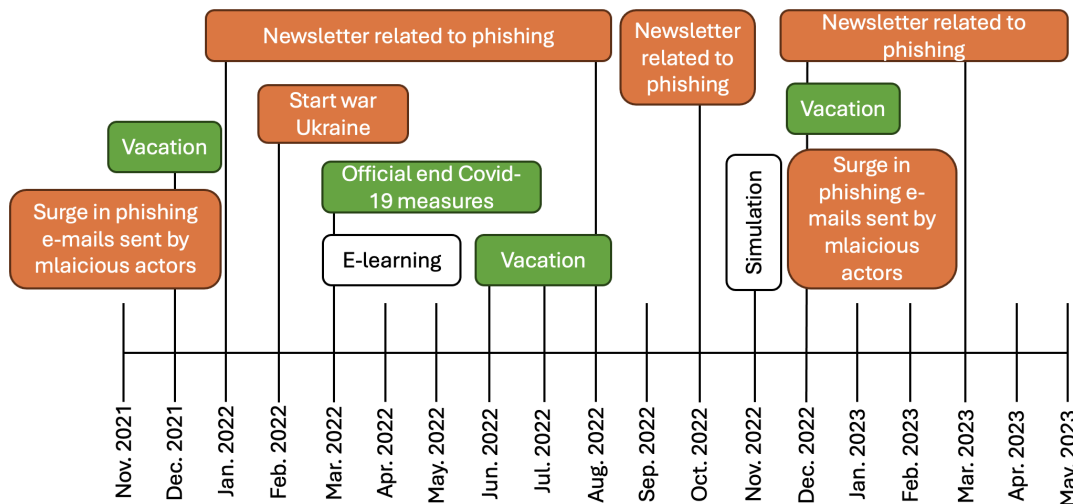 Newsletter related to phishing
Newsletter
related to
phishing
Newsletter related to
phishing
Start war
Ukraine
Vacation
Vacation
Official end Covid-
19 measures
Surge in phishing
e-mails sent by
mlaicious actors
E-learning
Vacation
Simulation
Surge in
phishing e-
mails sent by
mlaicious
actors
Nov. 2021
Dec. 2021
Jan. 2022
Feb. 2022
Mar. 2022
Apr. 2022
May. 2022
Jun. 2022
Jul. 2022
Aug. 2022
Sep. 2022
Oct. 2022
Nov. 2022
Dec. 2022
Jan. 2023
Feb. 2023
Mar. 2023
Apr. 2023
May. 2023